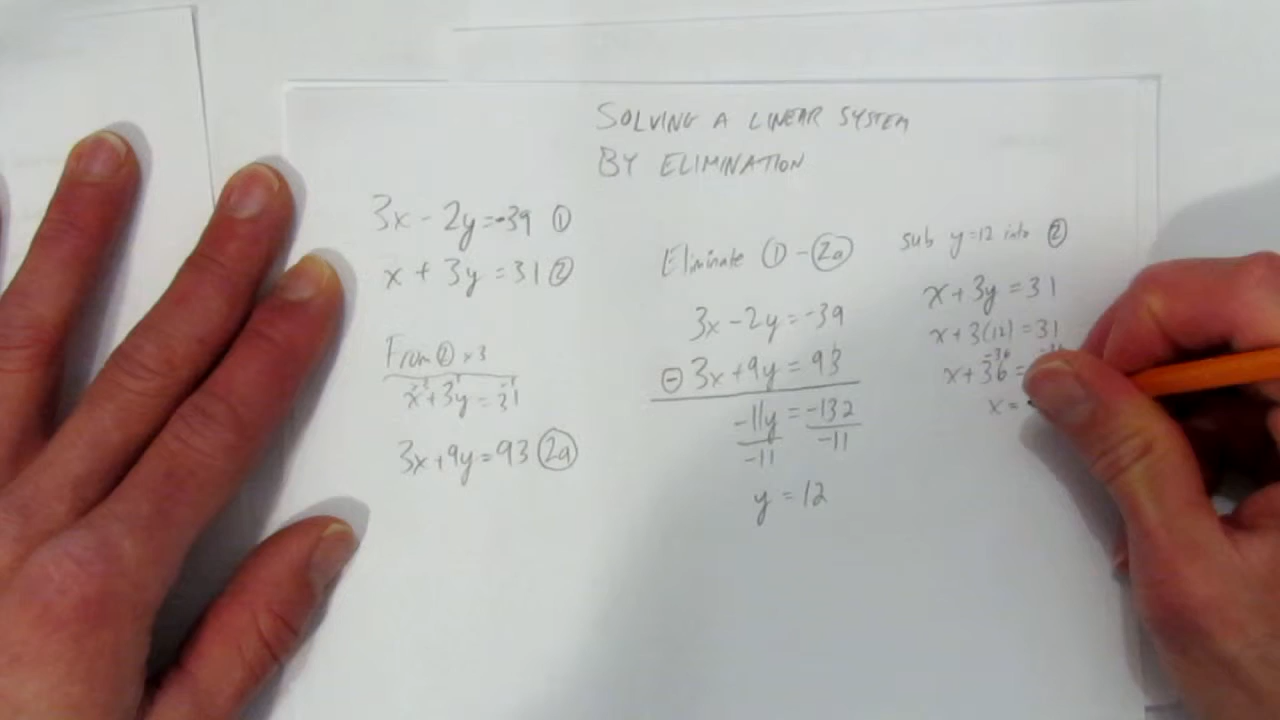 SOLVING A LINEAR SYSTEM
BY ELIMINATION
3x - 2y = -39 ①
x + 3y = 31 ②
From ② x3
x + 3y = 31
3x + 9y = 93 (2a)
Eliminate ① - (2a)
3x - 2y = -39
⊖ 3x + 9y = 93
-11y = -132
-11 -11
y = 12
sub y=12 into ②
x + 3y = 31
x + 3(12) = 31
-36
x + 36 =
x =